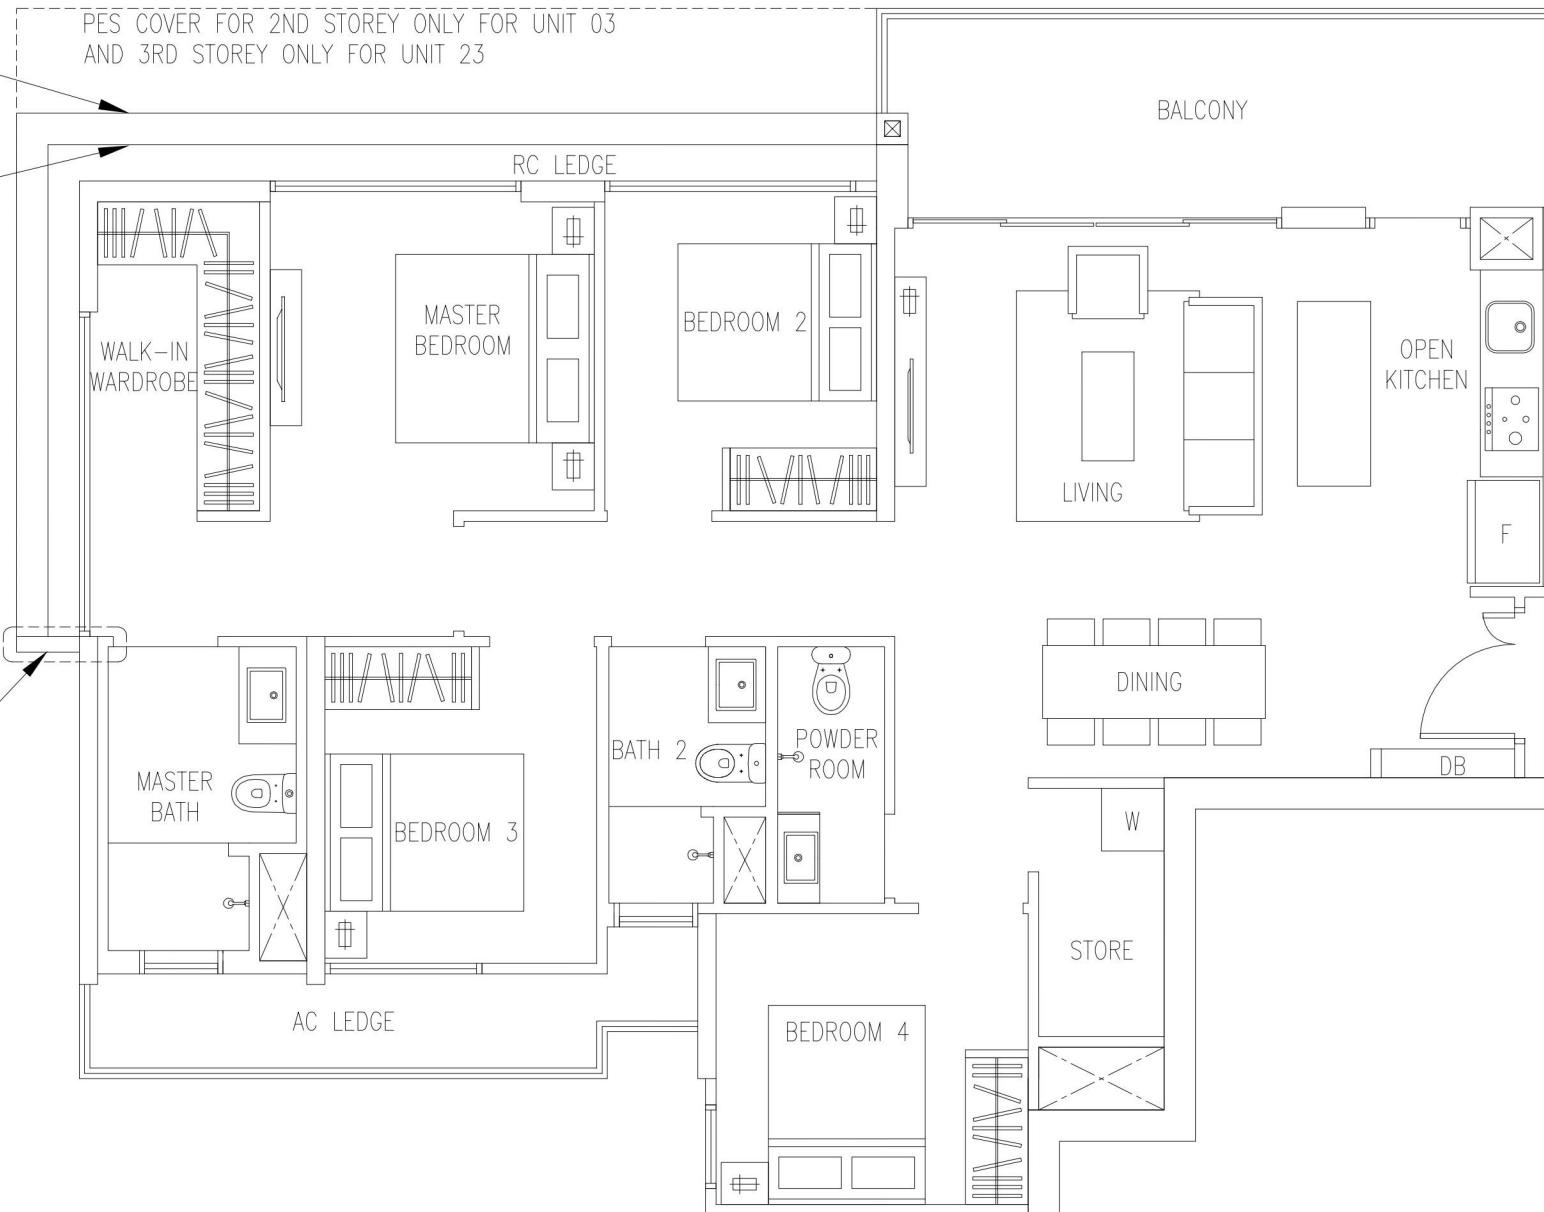 PES COVER FOR 2ND STOREY ONLY FOR UNIT 03
AND 3RD STOREY ONLY FOR UNIT 23
BALCONY
RC LEDGE
MASTER
BEDROOM
BEDROOM 2
WALK-IN
WARDROBE
OPEN
KITCHEN
LIVING
F
DINING
BATH 2
POWDER
ROOM
MASTER
BATH
DB
BEDROOM 3
W
STORE
AC LEDGE
BEDROOM 4